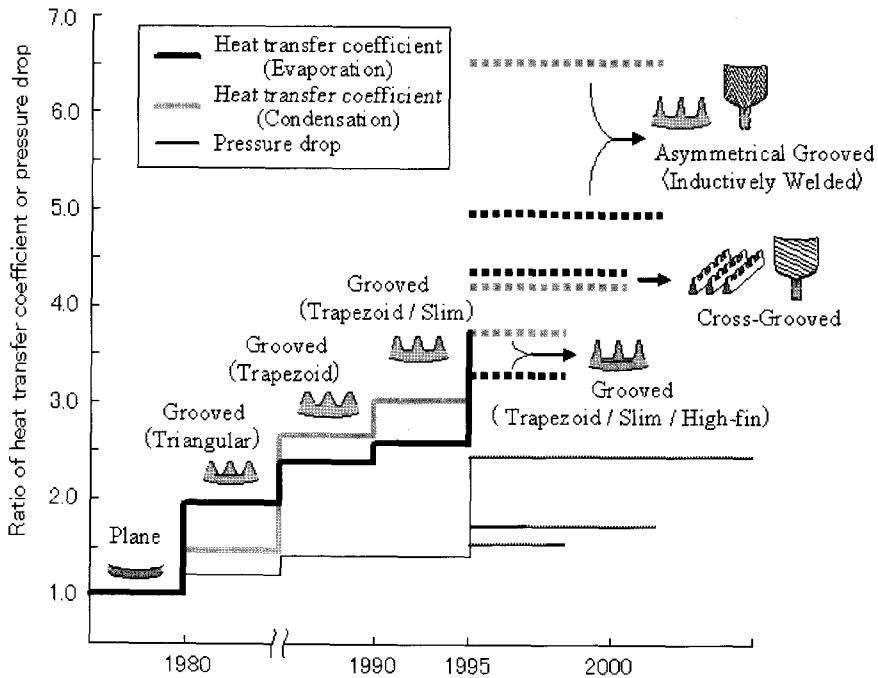 Ratio of heat transfer coefficient or pressure drop
7.0
6.0
5.0
4.0
3.0
2.0
1.0
Heat transfer coefficient
(Evaporation)
Heat transfer coefficient
(Condensation)
Pressure drop
Asymmetrical Grooved
(Inductively Welded)
Cross-Grooved
Grooved
(Trapezoid / Slim)
Grooved
(Trapezoid)
Grooved
(Trapezoid / Slim / High-fin)
Grooved
(Triangular)
Plane
1980
1990
1995
2000